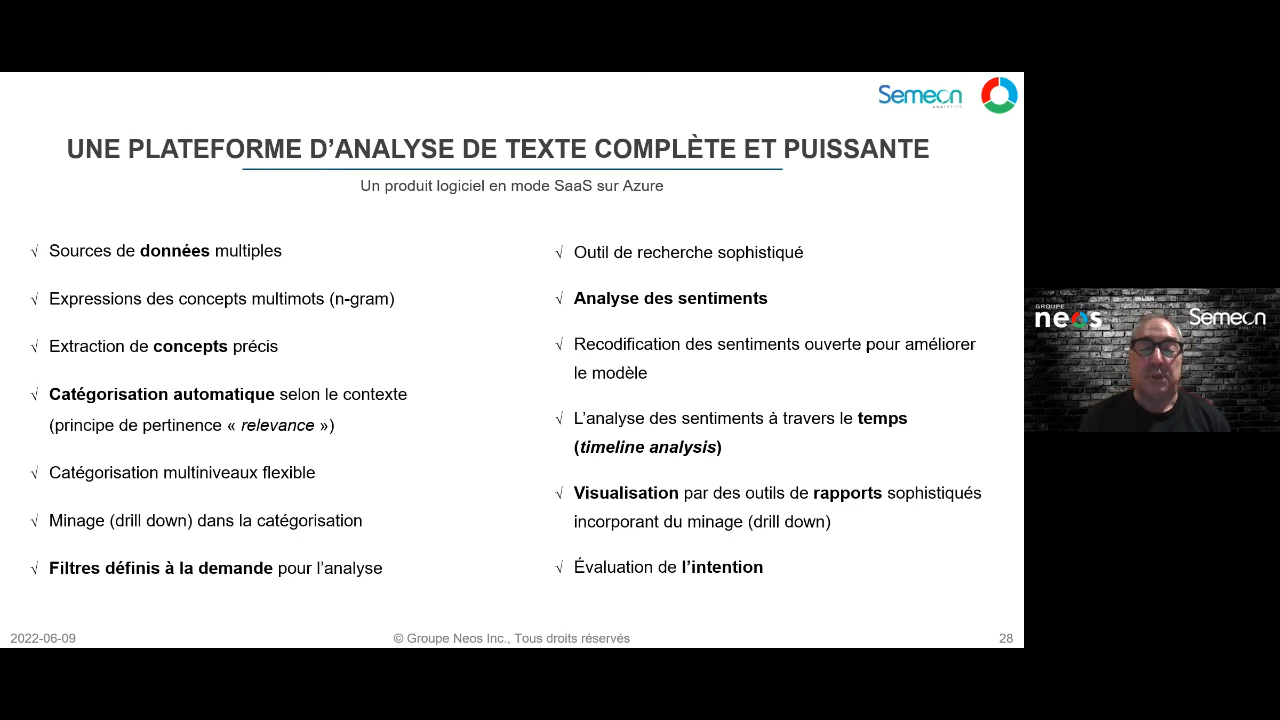 Semeon
ANALYTICS
UNE PLATEFORME D’ANALYSE DE TEXTE COMPLÈTE ET PUISSANTE
Un produit logiciel en mode SaaS sur Azure
√ Sources de données multiples
√ Expressions des concepts multimots (n-gram)
√ Extraction de concepts précis
√ Catégorisation automatique selon le contexte
(principe de pertinence « relevance »)
√ Catégorisation multiniveaux flexible
√ Minage (drill down) dans la catégorisation
√ Filtres définis à la demande pour l’analyse
√ Outil de recherche sophistiqué
√ Analyse des sentiments
√ Recodification des sentiments ouverte pour améliorer
le modèle
√ L’analyse des sentiments à travers le temps
(timeline analysis)
√ Visualisation par des outils de rapports sophistiqués
incorporant du minage (drill down)
√ Évaluation de l’intention
2022-06-09
© Groupe Neos Inc., Tous droits réservés
28
GROUPE
neos
Semeon
ANALYTICS